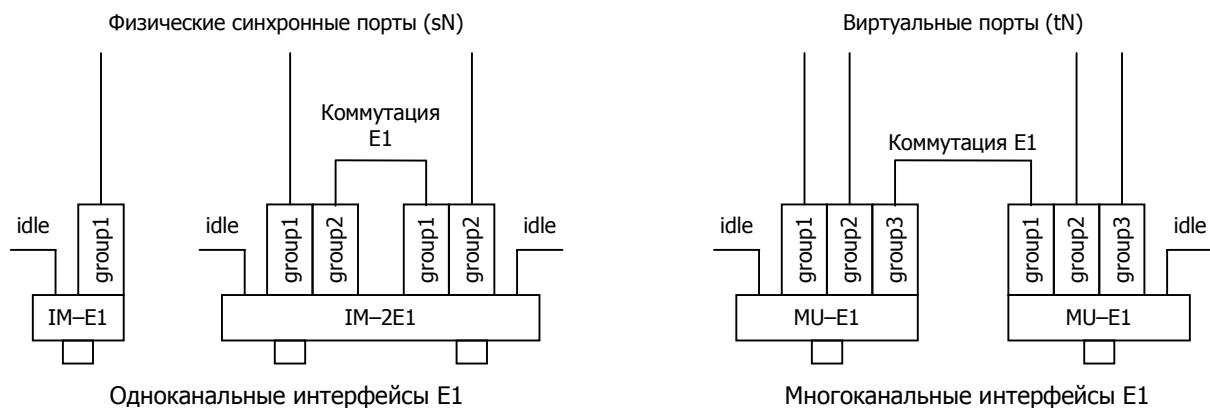 Физические синхронные порты (sN)
Виртуальные порты (tN)
Коммутация
E1
Коммутация E1
idle
group1
idle
group1
group2
group1
group2
idle
idle
group1
group2
group3
group1
group2
group3
idle
IM–E1
IM–2E1
MU–E1
MU–E1
Одноканальные интерфейсы E1
Многоканальные интерфейсы E1